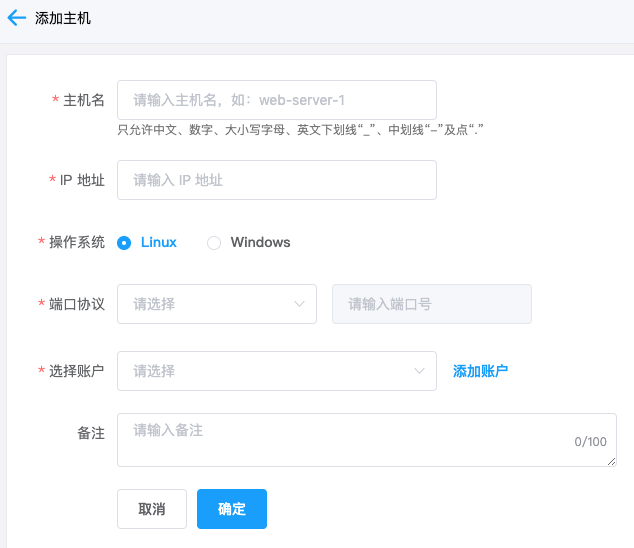 添加主机
* 主机名 请输入主机名，如：web-server-1
只允许中文、数字、大小写字母、英文下划线“_”、中划线“-”及点“.”
* IP 地址 请输入 IP 地址
* 操作系统 Linux Windows
* 端口协议 请选择 请输入端口号
* 选择账户 请选择 添加账户
备注 请输入备注
0/100
取消 确定